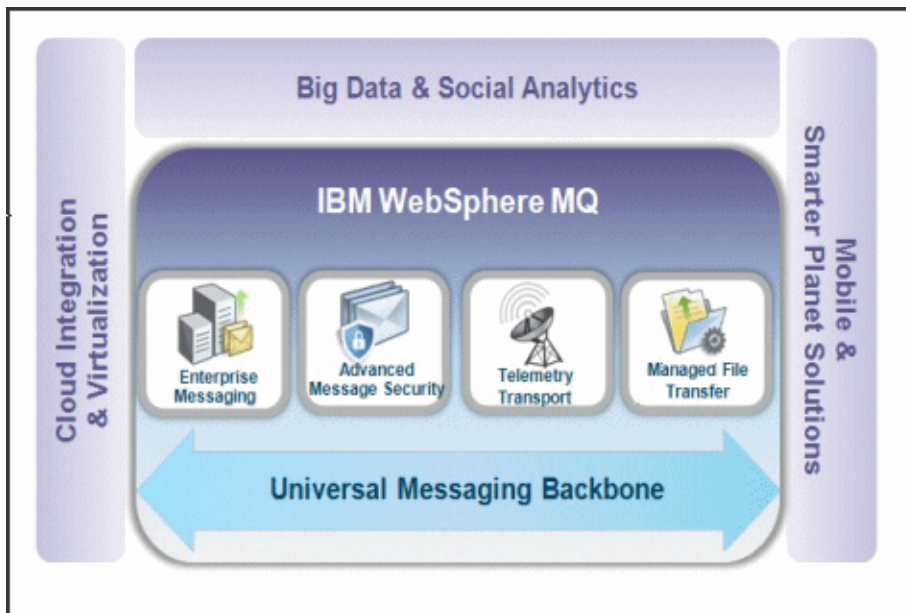 Big Data & Social Analytics
Cloud Integration
& Virtualization
IBM WebSphere MQ
Enterprise
Messaging
Advanced
Message Security
Telemetry
Transport
Managed File
Transfer
Universal Messaging Backbone
Mobile &
Smarter Planet Solutions